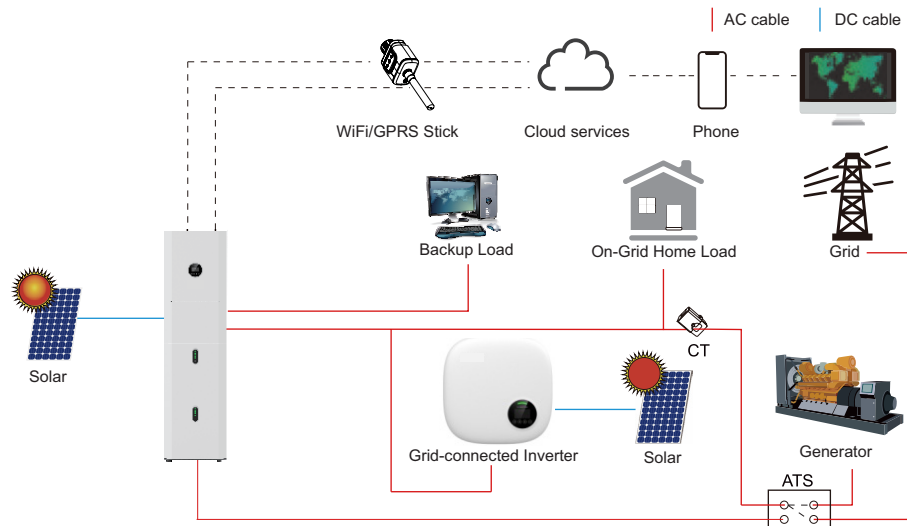 AC cable
DC cable
WiFi/GPRS Stick
Cloud services
Phone
Backup Load
On-Grid Home Load
Grid
CT
Solar
Grid-connected Inverter
Solar
Generator
ATS